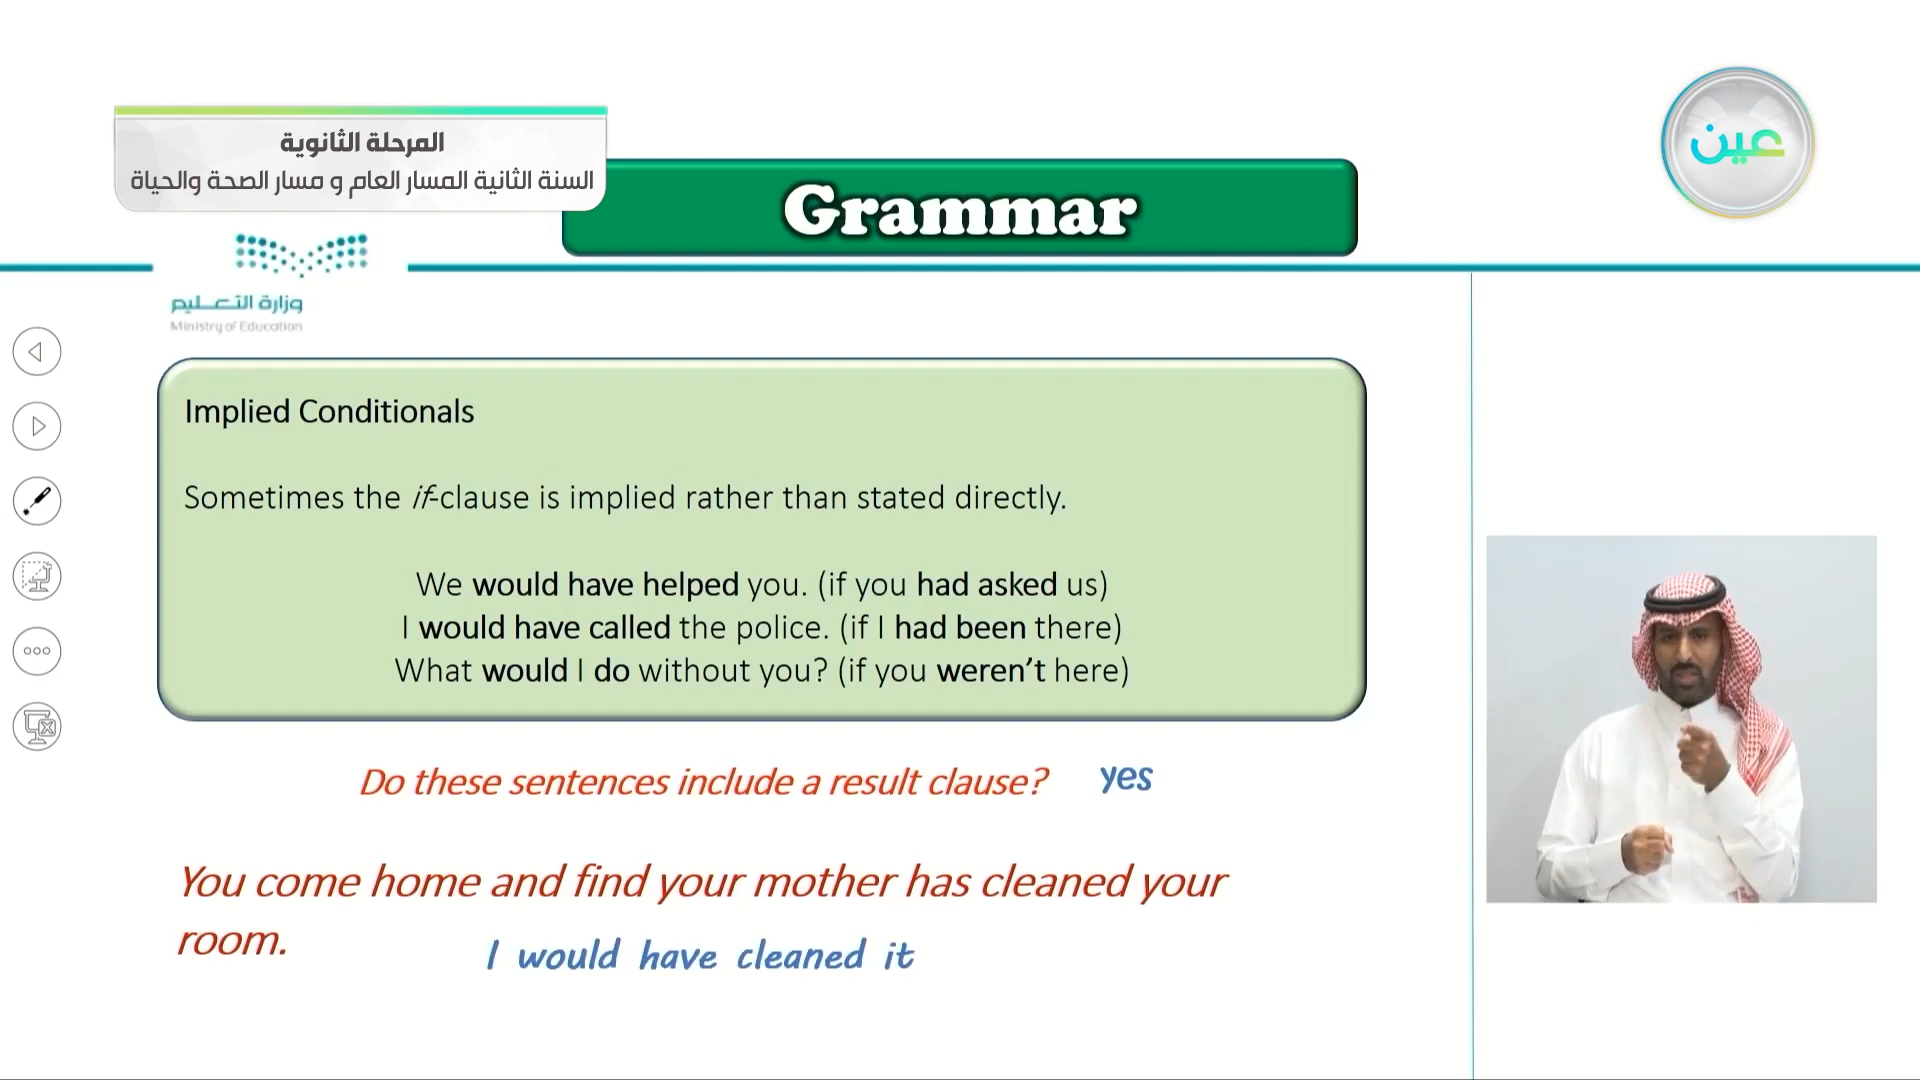 المرحلة الثانوية
السنة الثانية المسار العام و مسار الصحة والحياة
عين
Grammar
وزارة التعليم
Ministry of Education
Implied Conditionals
Sometimes the if-clause is implied rather than stated directly.
We would have helped you. (if you had asked us)
I would have called the police. (if I had been there)
What would I do without you? (if you weren’t here)
Do these sentences include a result clause? yes
You come home and find your mother has cleaned your
room.
I would have cleaned it